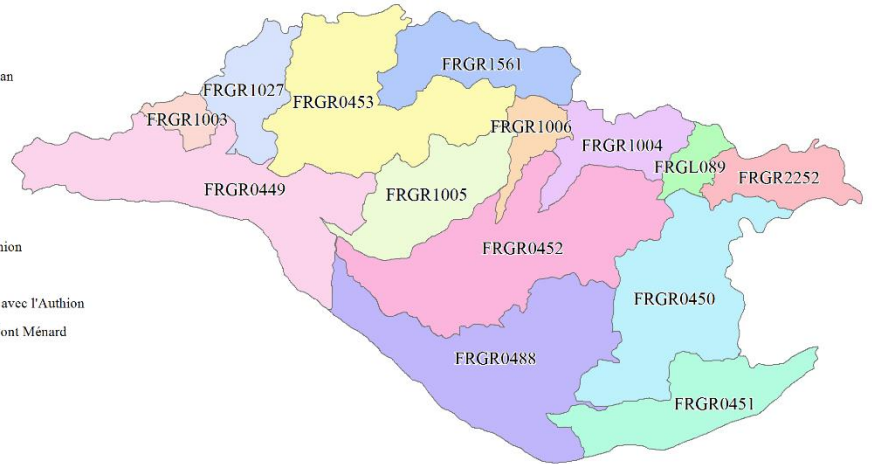 an
nion
avec l'Authion
ont Ménard
FRGR1561
FRGR1027
FRGR0453
FRGR1003
FRGR1006
FRGR1004
FRGL089
FRGR2252
FRGR0449
FRGR1005
FRGR0452
FRGR0450
FRGR0488
FRGR0451